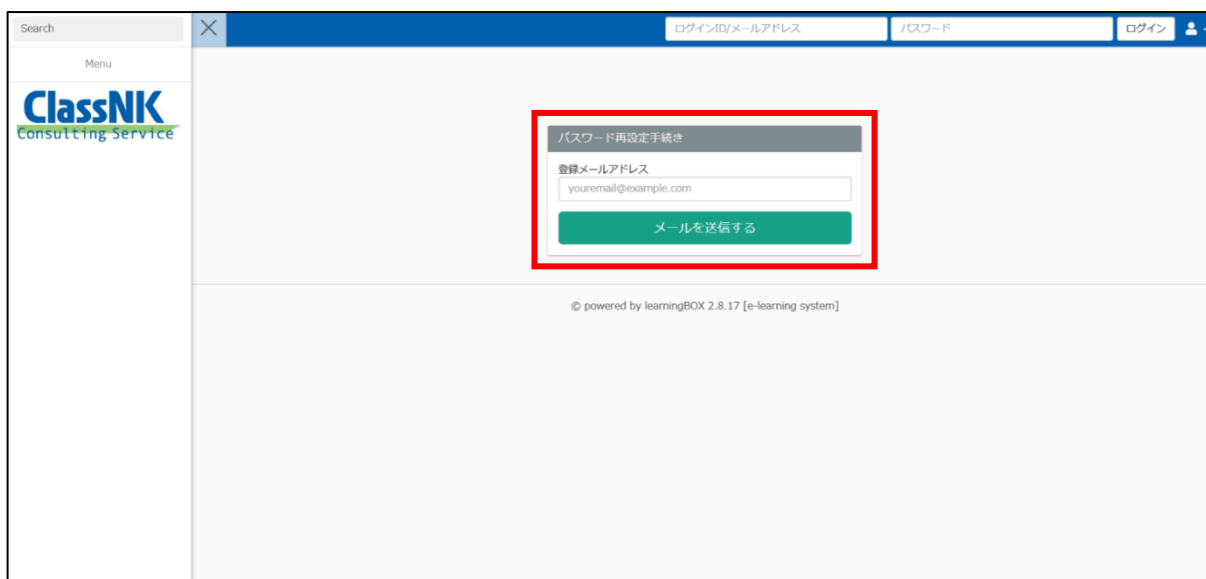 Search
ログインID/メールアドレス
パスワード
ログイン
Menu
ClassNK
Consulting Service
パスワード再設定手続き
登録メールアドレス
youremail@example.com
メールを送信する
© powered by learningBOX 2.8.17 [e-learning system]